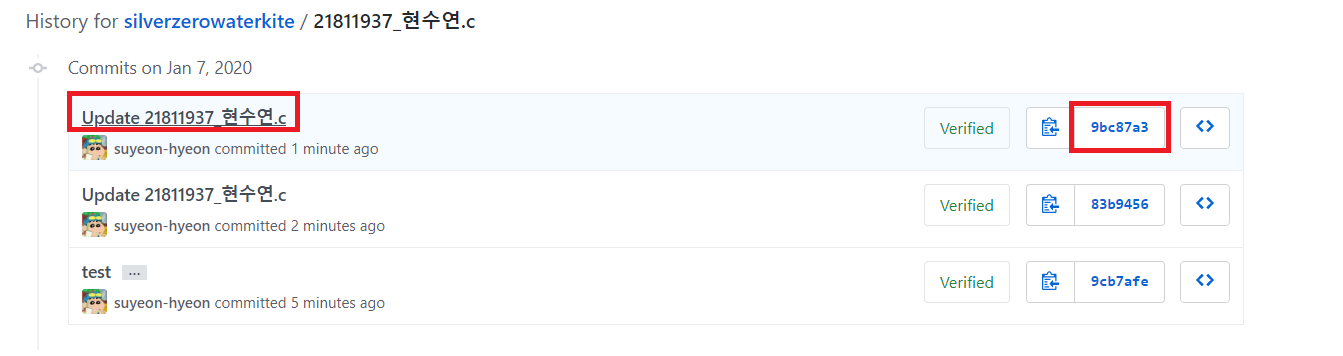 History for silverzerowaterkite / 21811937_현수연.c
Commits on Jan 7, 2020
Update 21811937_현수연.c
Verified
9bc87a3
suyeon-hyeon committed 1 minute ago
Update 21811937_현수연.c
Verified
83b9456
suyeon-hyeon committed 2 minutes ago
test ...
Verified
9cb7afe
suyeon-hyeon committed 5 minutes ago